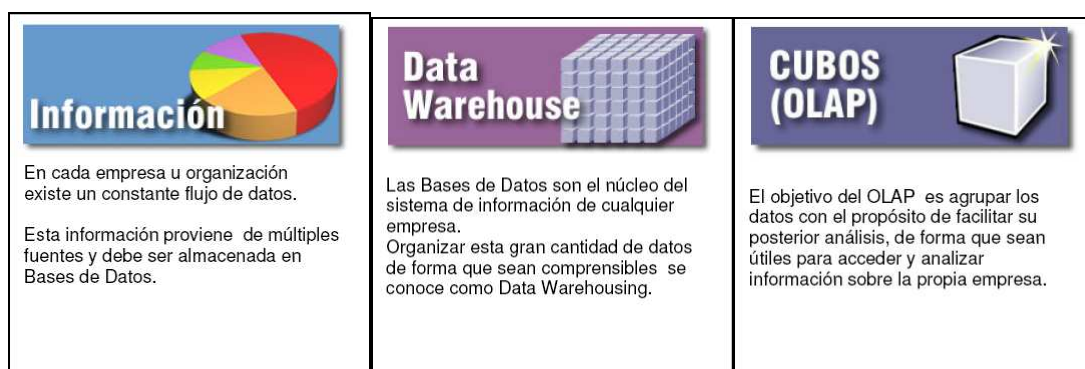 Información
En cada empresa u organización
existe un constante flujo de datos.
Esta información proviene de múltiples
fuentes y debe ser almacenada en
Bases de Datos.
Data
Warehouse
Las Bases de Datos son el núcleo del
sistema de información de cualquier
empresa.
Organizar esta gran cantidad de datos
de forma que sean comprensibles se
conoce como Data Warehousing.
CUBOS
(OLAP)
El objetivo del OLAP es agrupar los
datos con el propósito de facilitar su
posterior análisis, de forma que sean
útiles para acceder y analizar
información sobre la propia empresa.